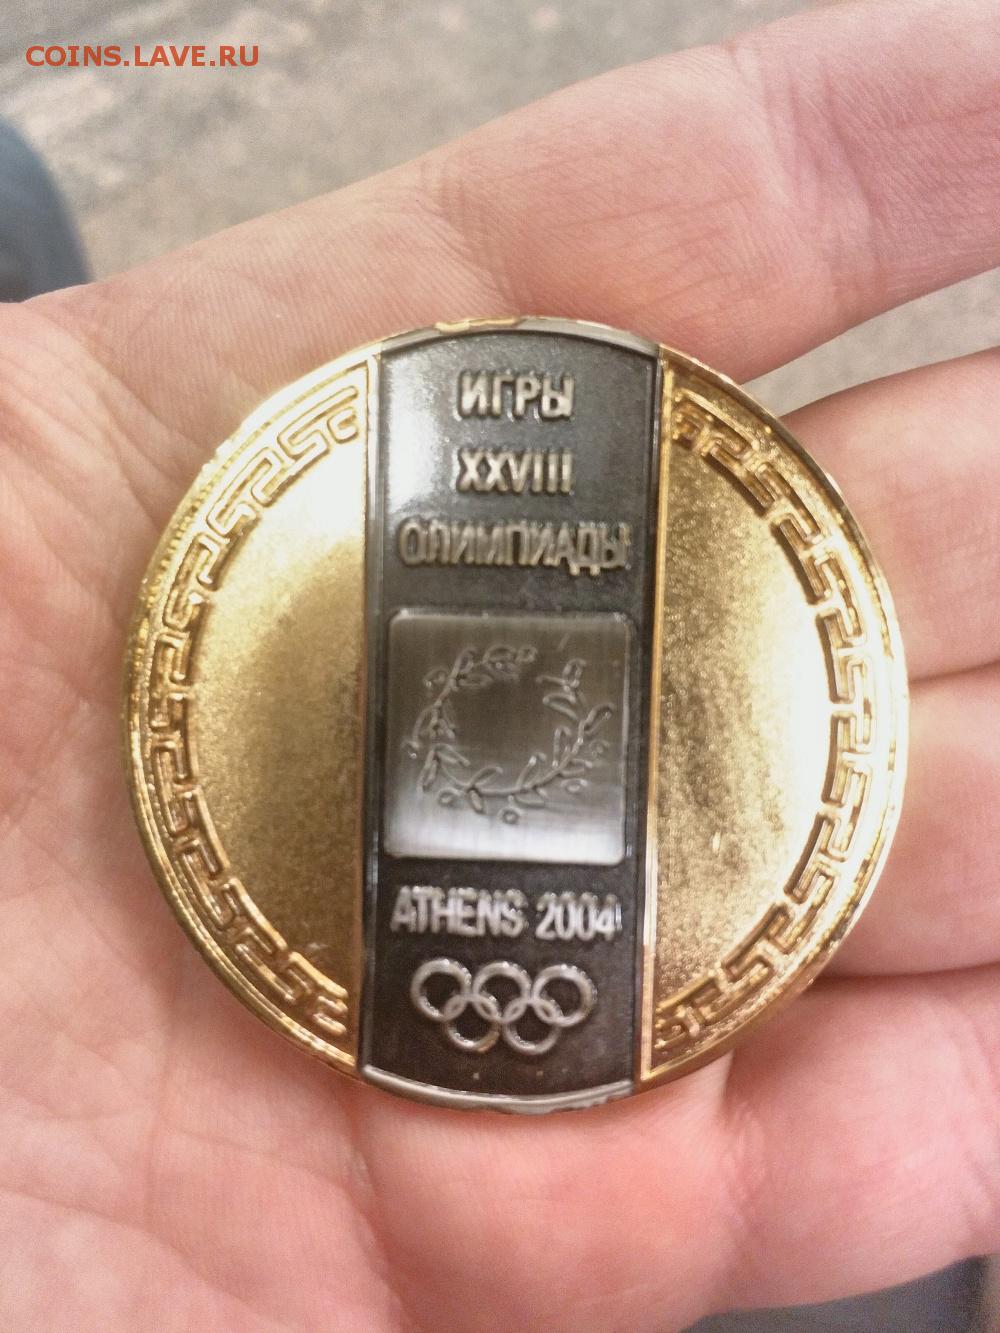 COINS.LAVE.RU
ИГРЫ
XXVIII
ОЛИМПИАДЫ
ATHENS 2004